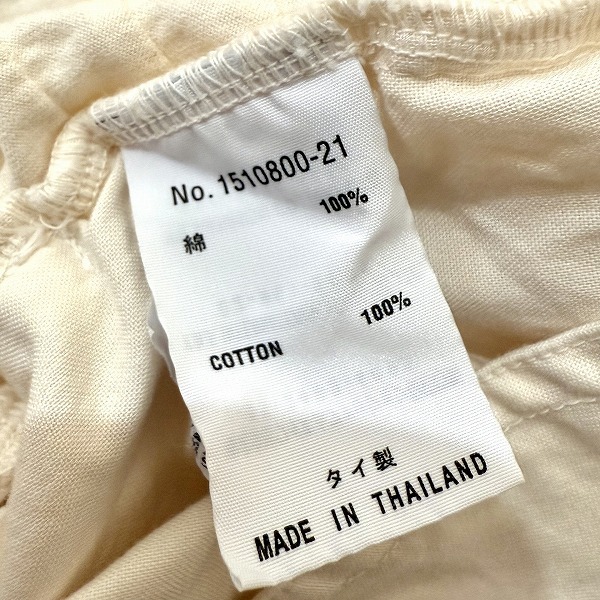 No. 1510800-21
綿 100%
COTTON 100%
タイ製
MADE IN THAILAND